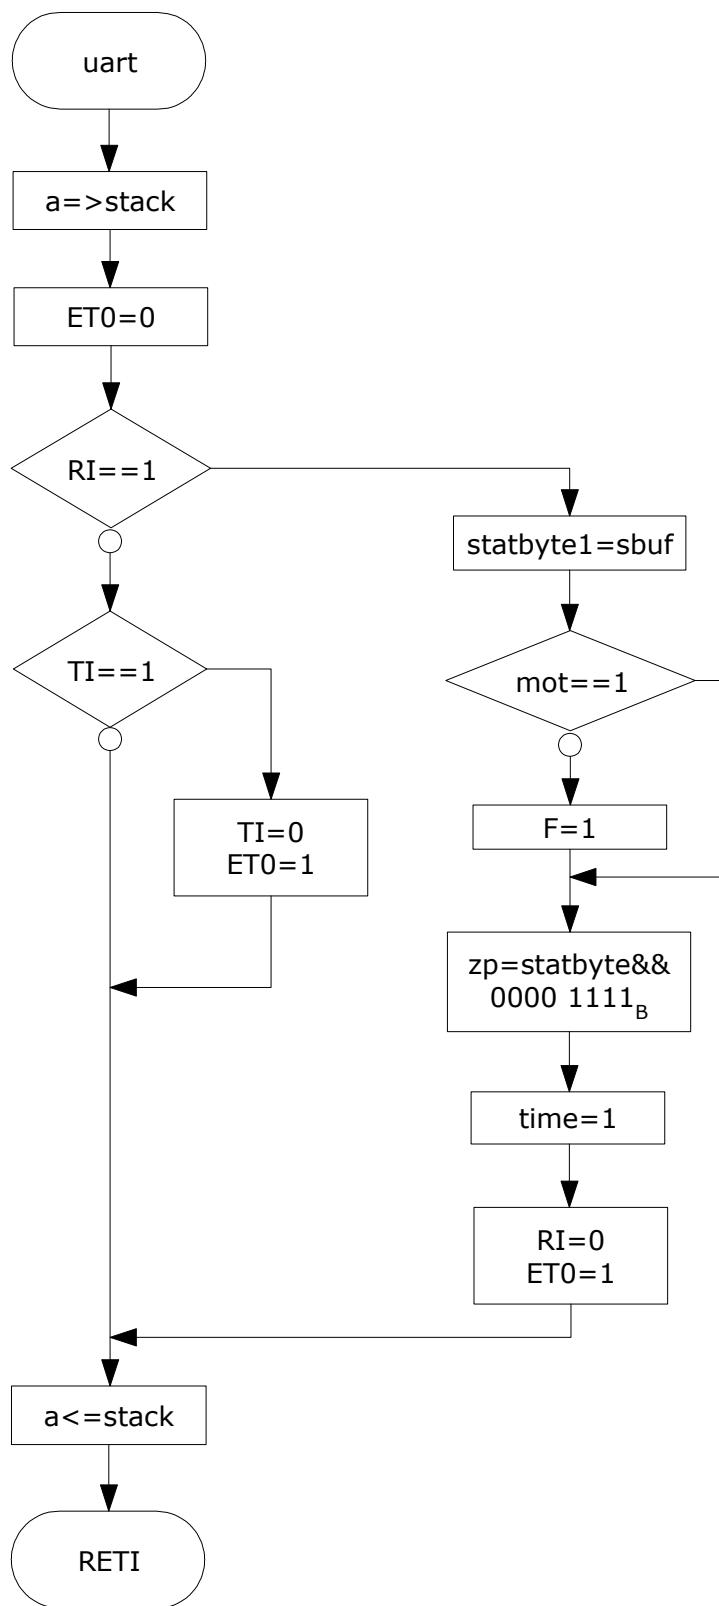 uart
a=>stack
ET0=0
RI==1
statbyte1=sbuf
TI==1
mot==1
TI=0
ET0=1
F=1
zp=statbyte&&
0000 1111B
time=1
RI=0
ET0=1
a<=stack
RETI